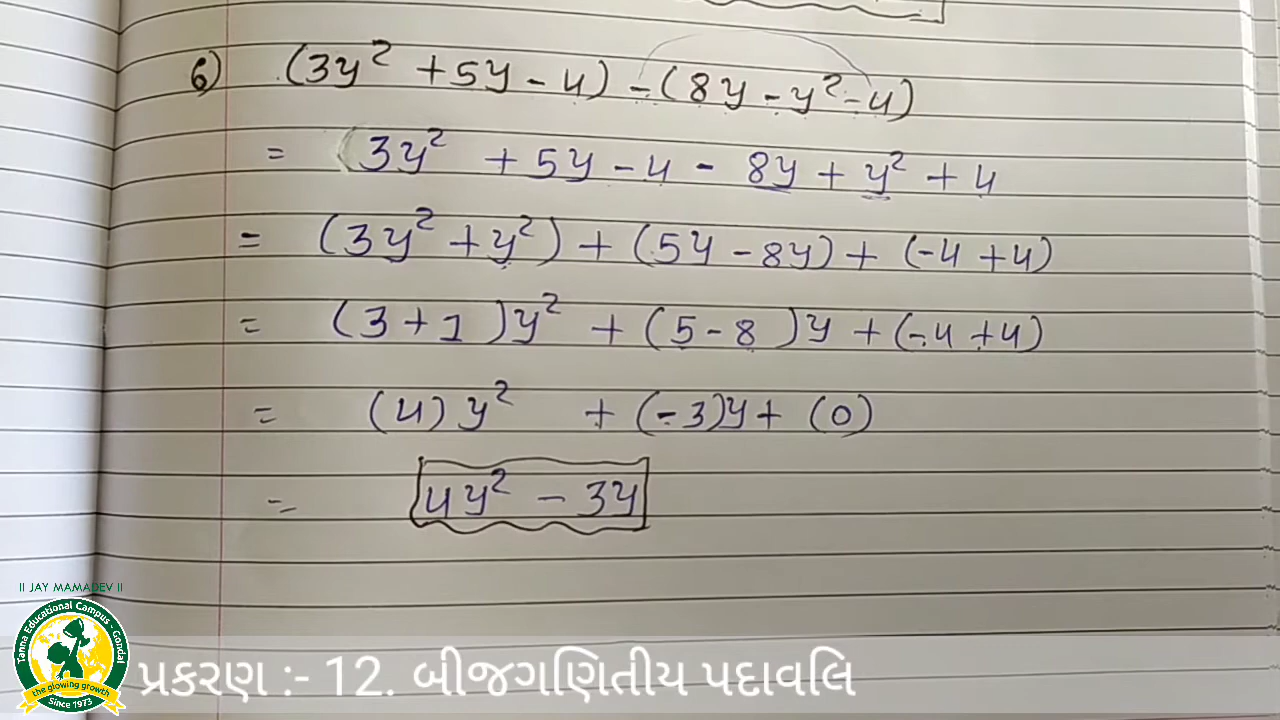 6) (3y² + 5y - 4) - (8y - y² - 4)
= (3y² + 5y - 4 - 8y + y² + 4
= (3y² + y²) + (5y - 8y) + (-4 + 4)
= (3 + 1)y² + (5 - 8)y + (-4 + 4)
= (4)y² + (-3)y + (0)
= 4y² - 3y
॥ JAY MAMADEV ॥
Tanna Educational Campus - Gondal
the glowing growth
Since 1973
પ્રકરણ :- 12. બીજગણિતીય પદાવલિ